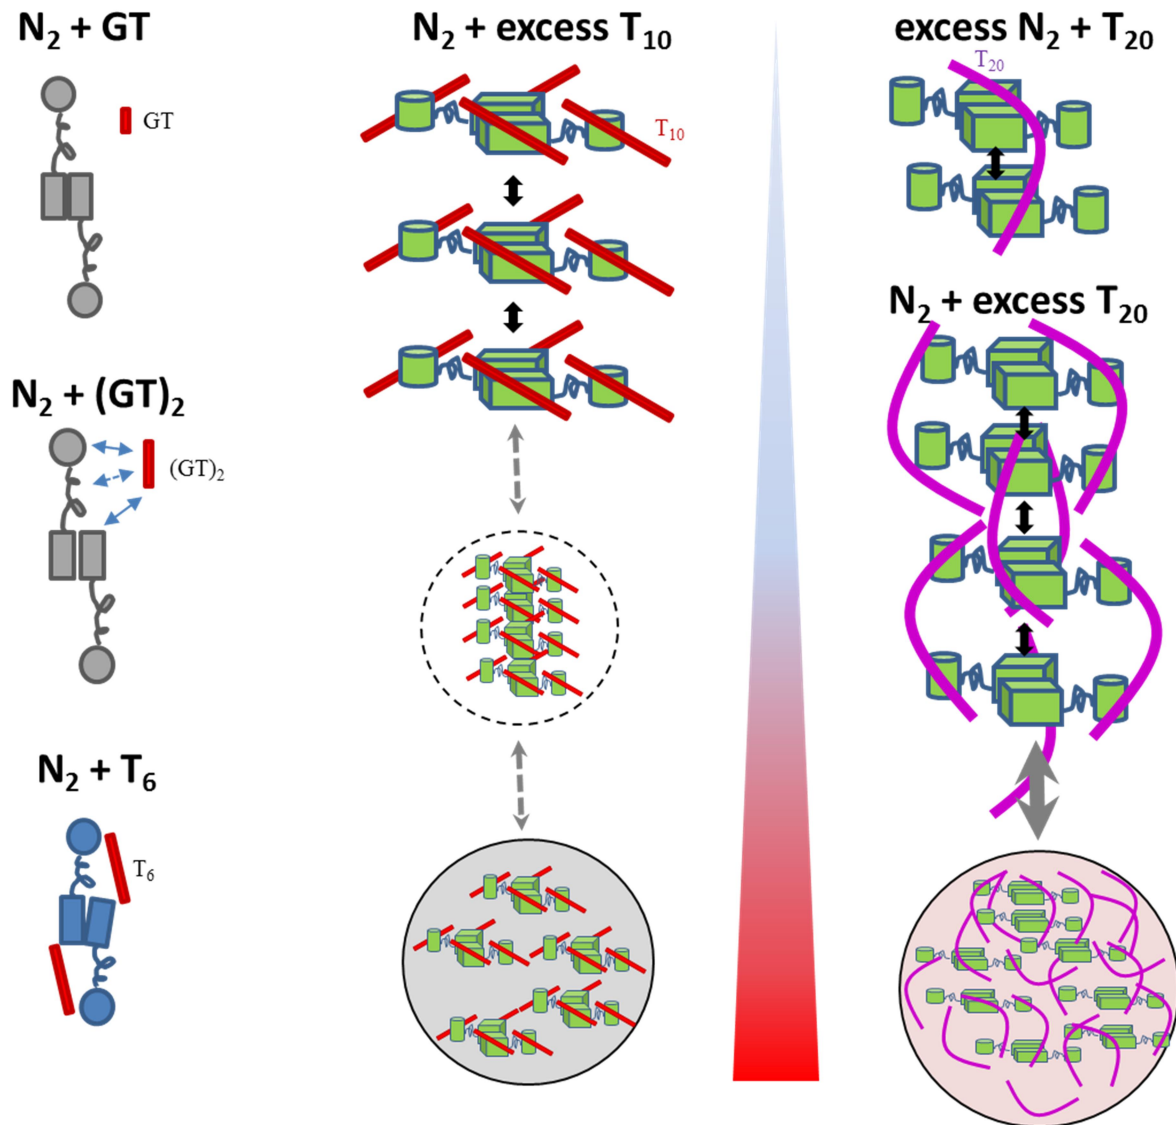 N₂ + GT
GT
N₂ + (GT)₂
(GT)₂
N₂ + T₆
T₆
N₂ + excess T₁₀
T₁₀
excess N₂ + T₂₀
T₂₀
N₂ + excess T₂₀